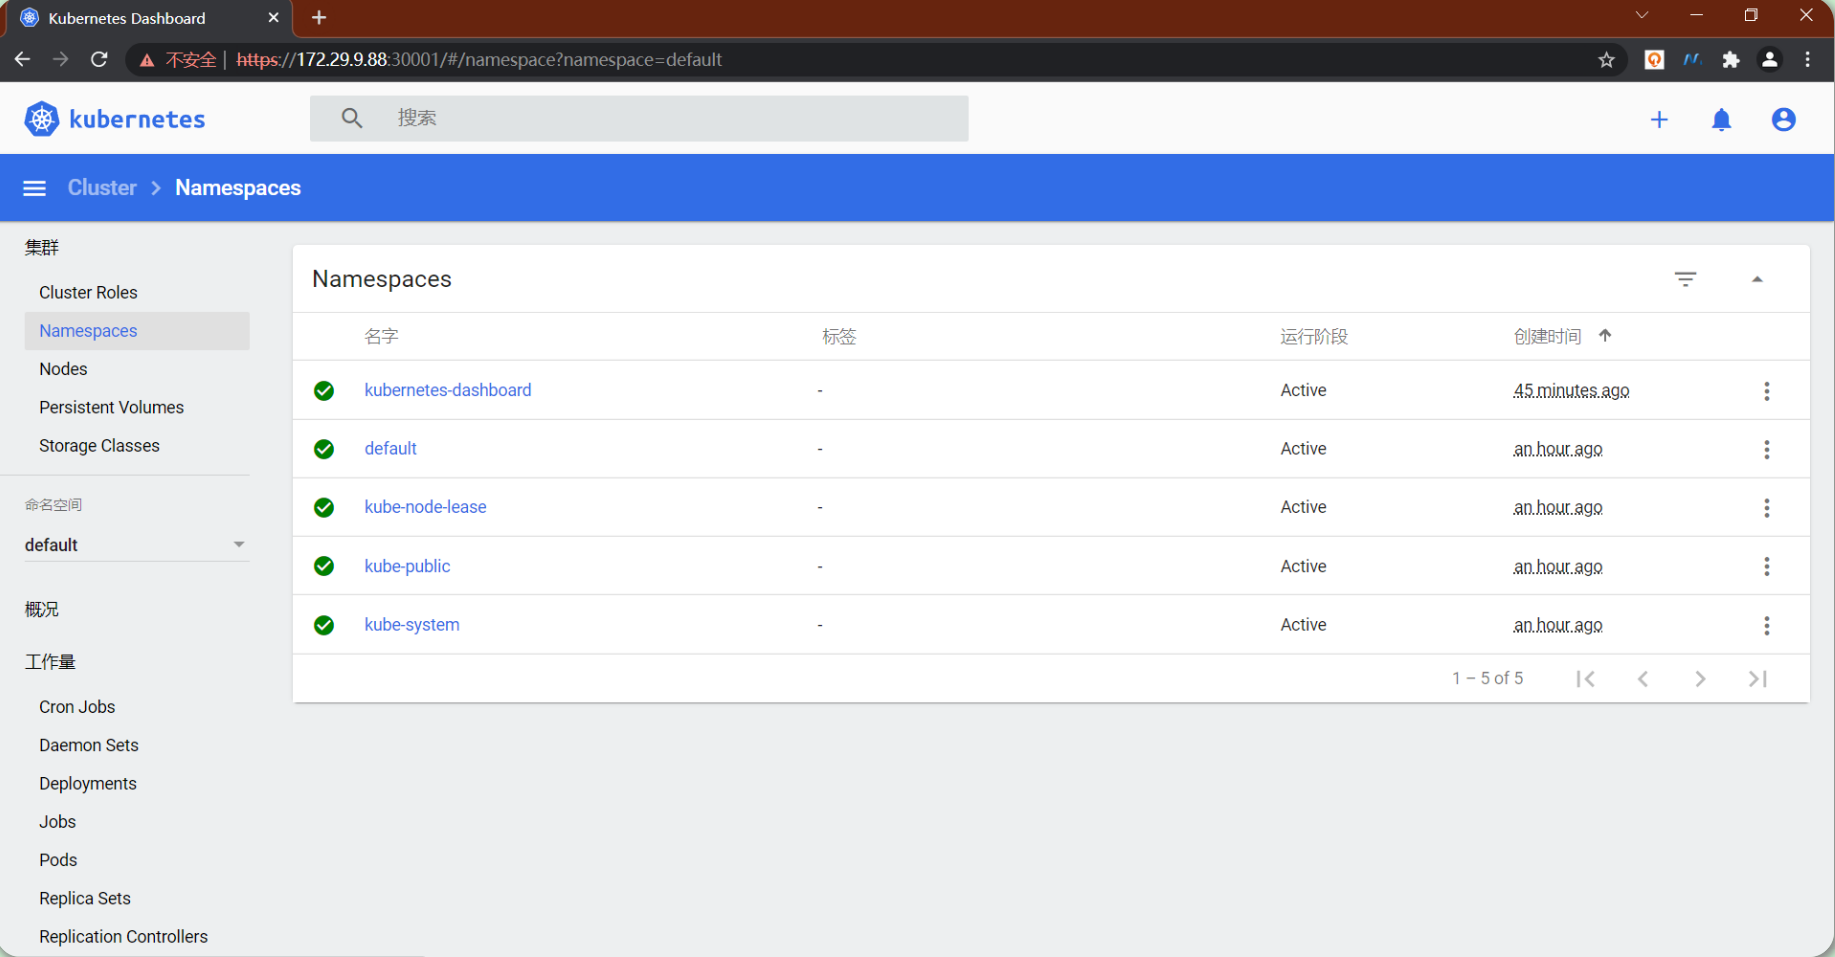 Kubernetes Dashboard
不安全 | https://172.29.9.88:30001/#/namespace?namespace=default
kubernetes
搜索
Cluster > Namespaces
集群
Cluster Roles
Namespaces
Nodes
Persistent Volumes
Storage Classes
命名空间
default
概况
工作量
Cron Jobs
Daemon Sets
Deployments
Jobs
Pods
Replica Sets
Replication Controllers
Namespaces
名字 标签 运行阶段 创建时间
kubernetes-dashboard - Active 45 minutes ago
default - Active an hour ago
kube-node-lease - Active an hour ago
kube-public - Active an hour ago
kube-system - Active an hour ago
1 – 5 of 5